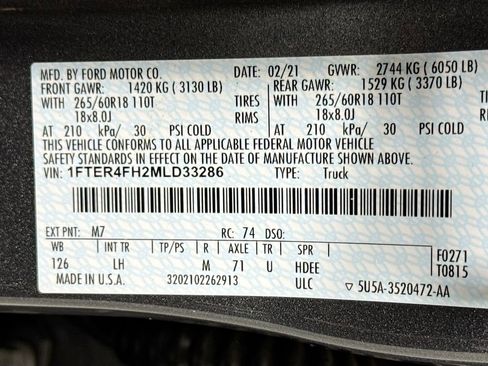 MFD. BY FORD MOTOR CO. DATE: 02/21 GVWR: 2744 KG ( 6050 LB)
FRONT GAWR: 1420 KG ( 3130 LB) REAR GAWR: 1529 KG ( 3370 LB)
WITH 265/60R18 110T TIRES WITH 265/60R18 110T TIRES
18x8.0J RIMS 18x8.0J
AT 210 kPa/ 30 PSI COLD AT 210 kPa/ 30 PSI COLD
THIS VEHICLE CONFORMS TO ALL APPLICABLE FEDERAL MOTOR VEHICLE
SAFETY STANDARDS IN EFFECT ON THE DATE OF MANUFACTURE SHOWN ABOVE.
VIN: 1FTER4FH2MLD33286 TYPE: Truck
EXT PNT: M7 RC: 74 DSO:
WB INT TR TP/PS R AXLE TR SPR F0271
126 LH M 71 U HDEE T0815
MADE IN U.S.A. 3202102262913 ULC 5U5A-3520472-AA